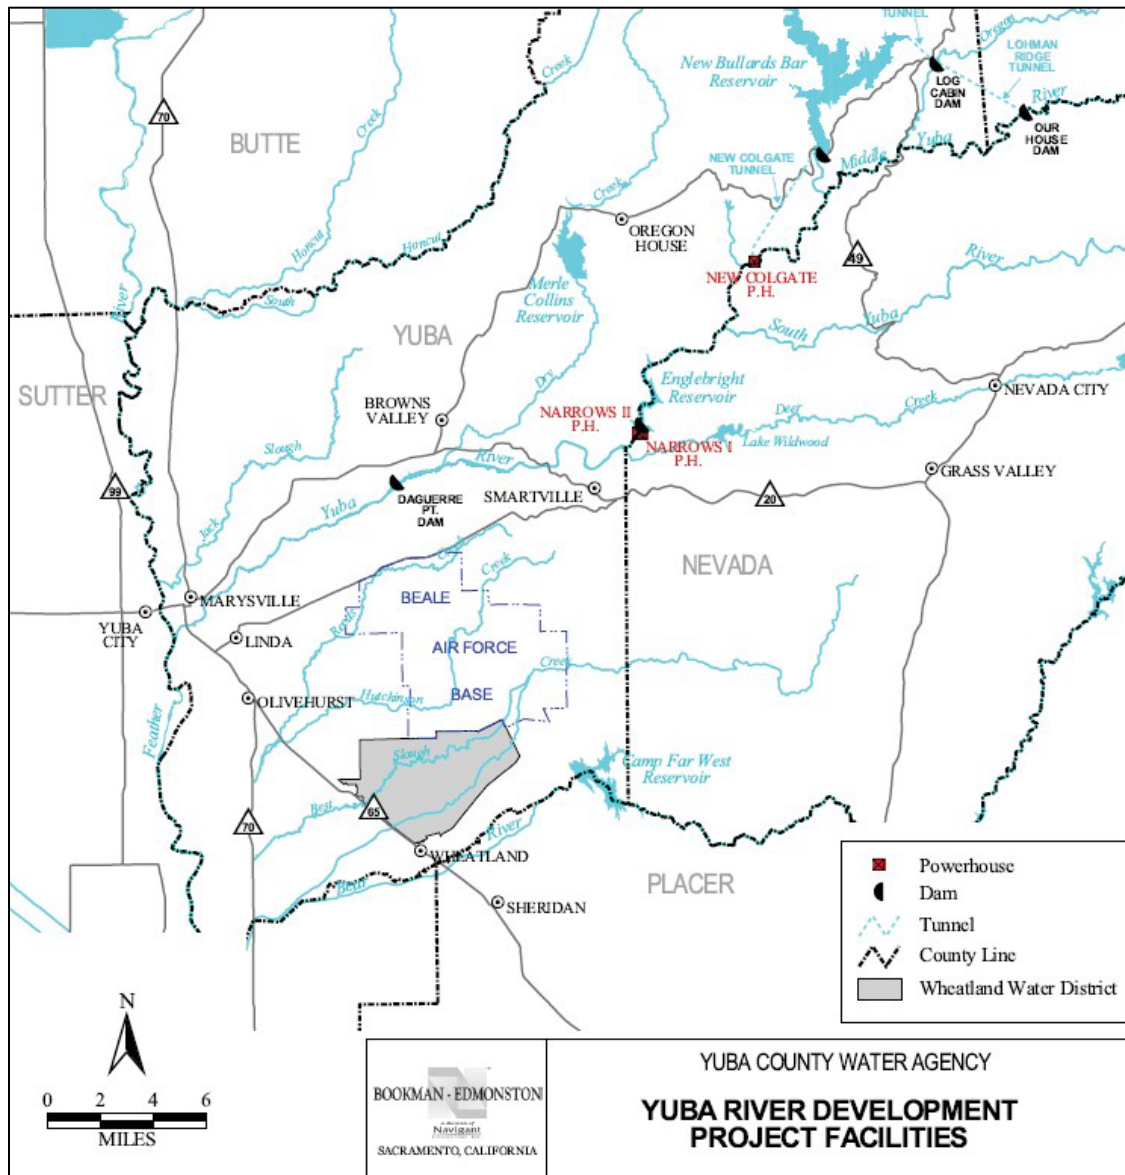 TUNNEL
Oregon
LOHMAN
RIDGE
TUNNEL
New Bullards Bar
Reservoir
LOG
CABIN
DAM
River
OUR
HOUSE
DAM
Creek
70
BUTTE
Creek
Yuba
Middle
NEW COLGATE
TUNNEL
Creek
OREGON
HOUSE
Honcut
Honcut
South
River
49
River
NEW COLGATE
P.H.
Merle
Collins
Reservoir
YUBA
South
Yuba
SUTTER
Dry
Englebright
Reservoir
NEVADA CITY
BROWNS
VALLEY
NARROWS II
P.H.
Deer
Creek
Lake Wildwood
NARROWS I
P.H.
Slough
River
GRASS VALLEY
99
SMARTVILLE
20
DAGUERRE
PT.
DAM
Yuba
Jack
Creek
Creek
NEVADA
BEALE
MARYSVILLE
YUBA
CITY
LINDA
Reeds
AIR FORCE
Creek
BASE
Hutchinson
OLIVEHURST
Feather
Slough
Camp Far West
Reservoir
Best
65
70
River
WHEATLAND
Bear
PLACER
SHERIDAN
Powerhouse
Dam
Tunnel
County Line
Wheatland Water District
N
0 2 4 6
MILES
BOOKMAN - EDMONSTON
Navigant
SACRAMENTO, CALIFORNIA
YUBA COUNTY WATER AGENCY
YUBA RIVER DEVELOPMENT
PROJECT FACILITIES